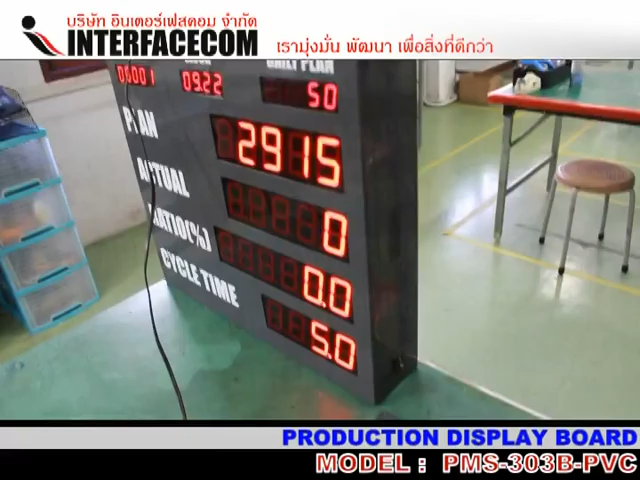 บริษัท อินเตอร์เฟสคอม จำกัด
INTERFACECOM เรามุ่งมั่น พัฒนา เพื่อสิ่งที่ดีกว่า
DAILY PLAN
09.22 50
PLAN 2915
ACTUAL 0
RATIO(%) 0.0
CYCLE TIME 5.0
PRODUCTION DISPLAY BOARD
MODEL : PMS-303B-PVC